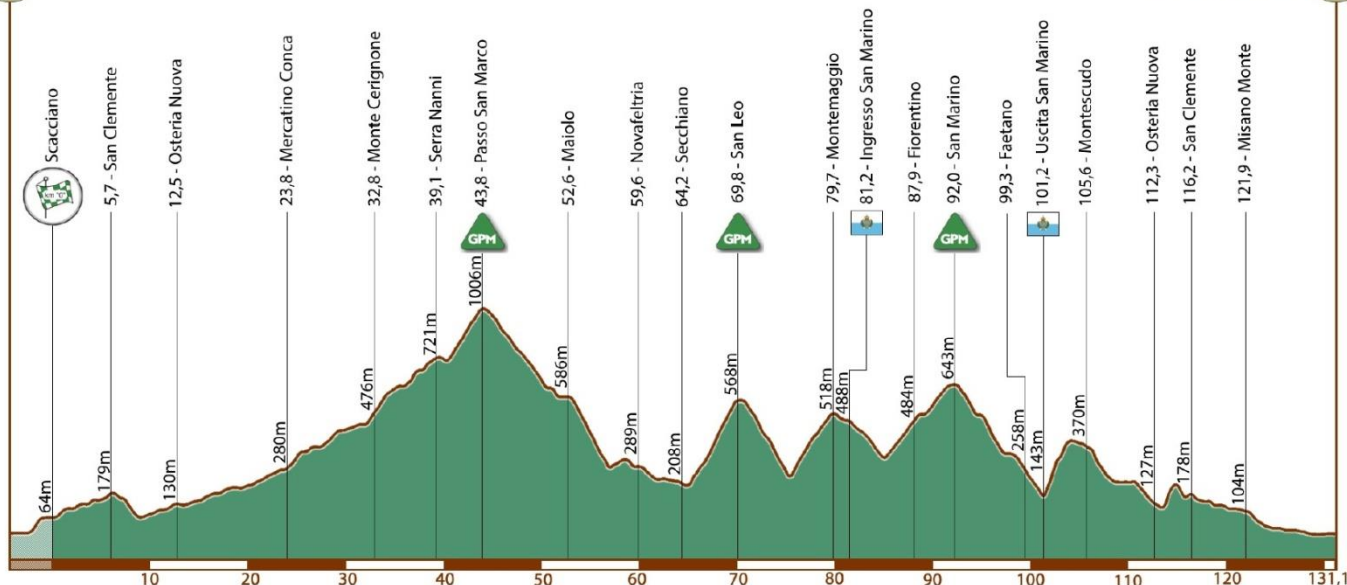 Scacciano
5,7 - San Clemente
12,5 - Osteria Nuova
23,8 - Mercatino Conca
32,8 - Monte Cerignone
39,1 - Serra Nanni
43,8 - Passo San Marco
52,6 - Maiolo
59,6 - Novafeltria
64,2 - Secchiano
69,8 - San Leo
79,7 - Montemaggio
81,2 - Ingresso San Marino
87,9 - Fiorentino
92,0 - San Marino
99,3 - Faetano
101,2 - Uscita San Marino
105,6 - Montescudo
112,3 - Osteria Nuova
116,2 - San Clemente
121,9 - Misano Monte
km "0"
GPM
GPM
GPM
64m
179m
130m
280m
476m
721m
1006m
586m
289m
208m
568m
518m
488m
484m
643m
258m
143m
370m
127m
178m
104m
10
20
30
40
50
60
70
80
90
100
110
120
131,1